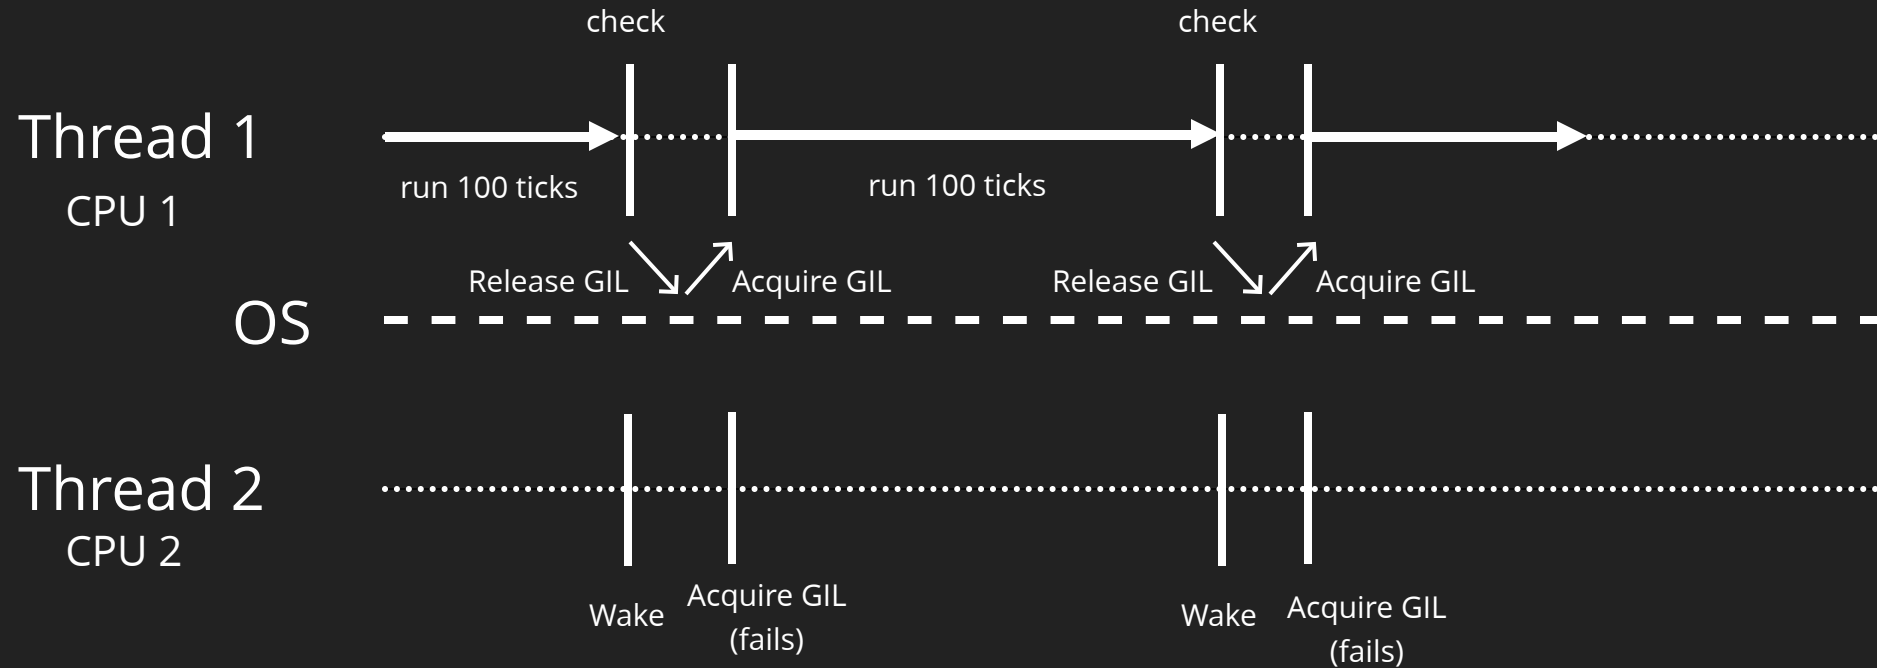 check
check
Thread 1
CPU 1
run 100 ticks
run 100 ticks
Release GIL
Acquire GIL
Release GIL
Acquire GIL
OS
Thread 2
CPU 2
Wake
Acquire GIL
(fails)
Wake
Acquire GIL
(fails)